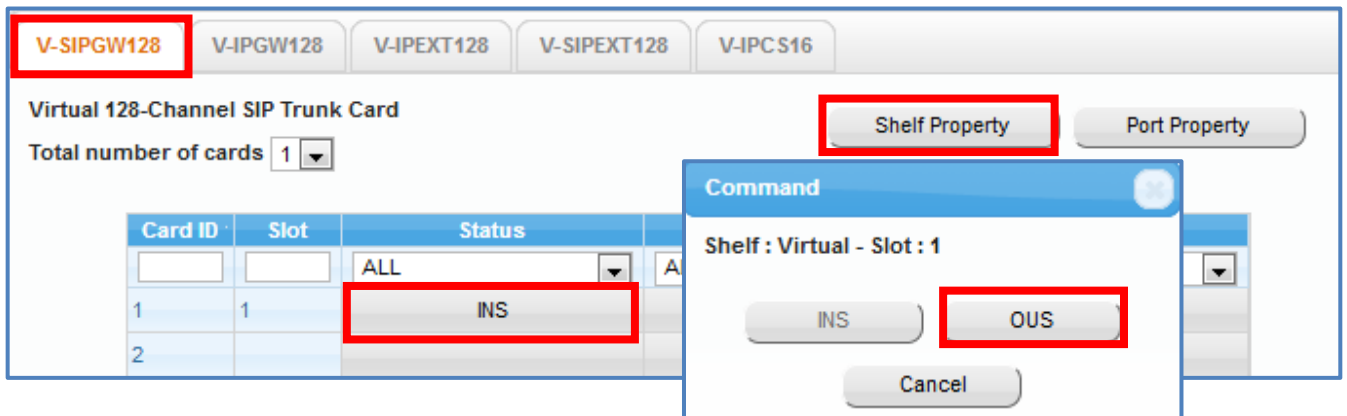 V-SIPGW128 V-IPGW128 V-IPEXT128 V-SIPEXT128 V-IPCS16
Virtual 128-Channel SIP Trunk Card
Shelf Property Port Property
Total number of cards 1
Command
Card ID Slot Status
Shelf : Virtual - Slot : 1
ALL
1 1 INS
INS OUS
2
Cancel